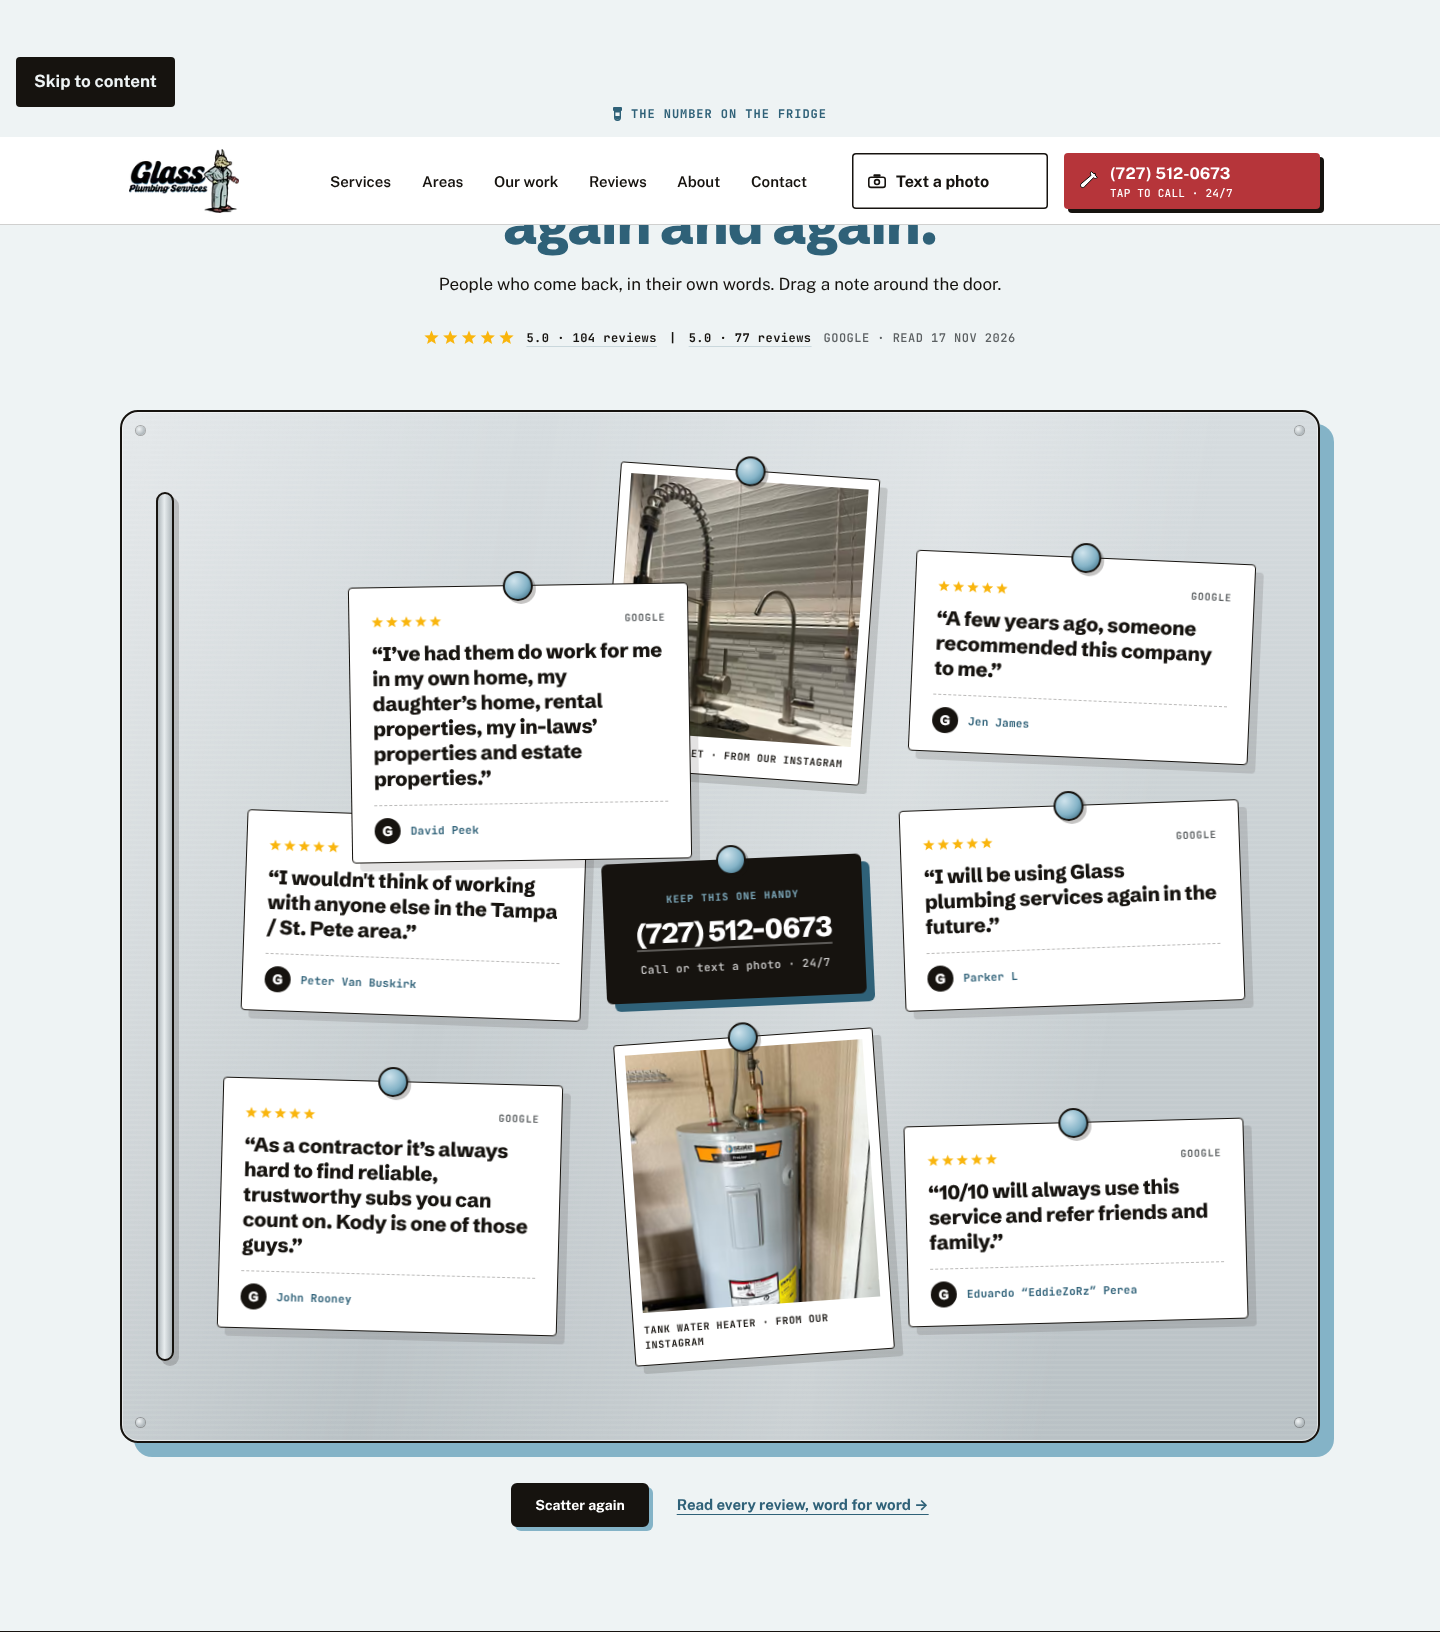 Skip to content
THE NUMBER ON THE FRIDGE
Glass
Plumbing Services
Services
Areas
Our work
Reviews
About
Contact
Text a photo
(727) 512-0673
TAP TO CALL · 24/7
again and again.
People who come back, in their own words. Drag a note around the door.
5.0 · 104 reviews | 5.0 · 77 reviews GOOGLE · READ 17 NOV 2026
GOOGLE
“I’ve had them do work for me
in my own home, my
daughter’s home, rental
properties, my in-laws’
properties and estate
properties.”
G David Peek
· FROM OUR INSTAGRAM
GOOGLE
“A few years ago, someone
recommended this company
to me.”
G Jen James
“I wouldn't think of working
with anyone else in the Tampa
/ St. Pete area.”
G Peter Van Buskirk
KEEP THIS ONE HANDY
(727) 512-0673
Call or text a photo · 24/7
GOOGLE
“I will be using Glass
plumbing services again in the
future.”
G Parker L
GOOGLE
“As a contractor it’s always
hard to find reliable,
trustworthy subs you can
count on. Kody is one of those
guys.”
G John Rooney
state
TANK WATER HEATER · FROM OUR
INSTAGRAM
GOOGLE
“10/10 will always use this
service and refer friends and
family.”
G Eduardo “EddieZoRz” Perea
Scatter again
Read every review, word for word →